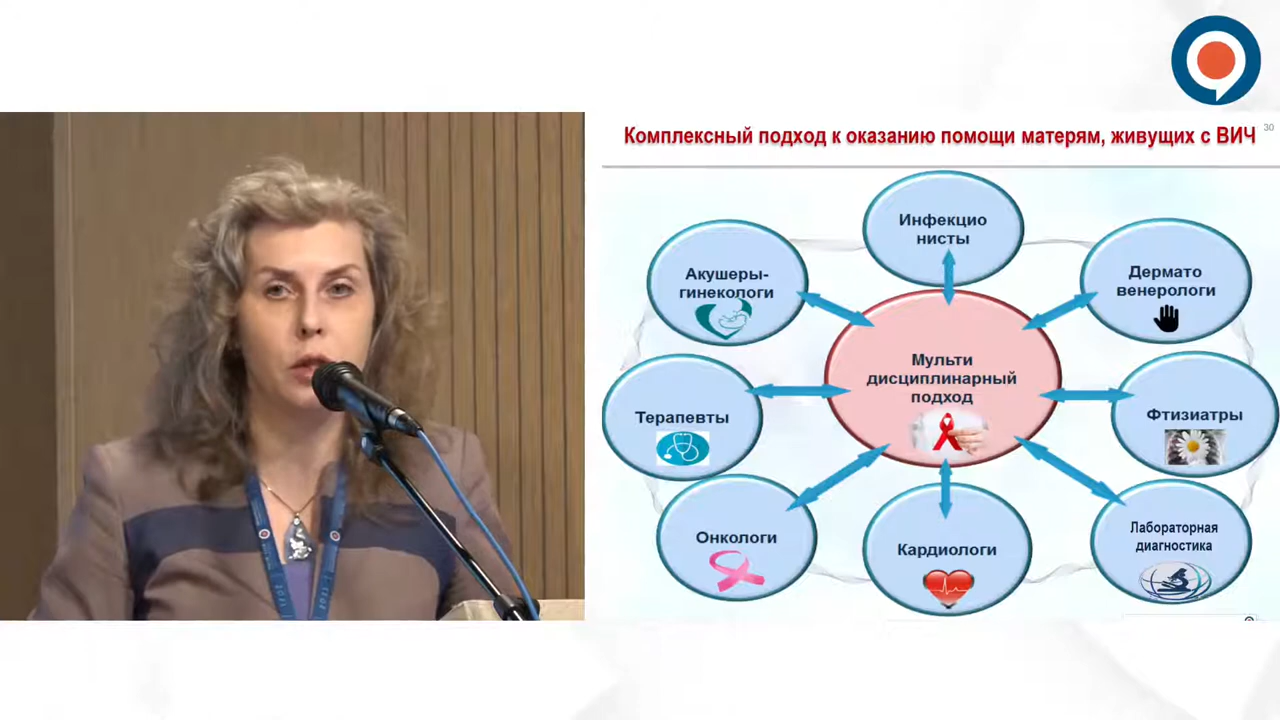 Комплексный подход к оказанию помощи матерям, живущих с ВИЧ
30
Инфекцио
нисты
Акушеры-
гинекологи
Дермато
венерологи
Мульти
дисциплинарный
подход
Терапевты
Фтизиатры
Онкологи
Кардиологи
Лабораторная
диагностика